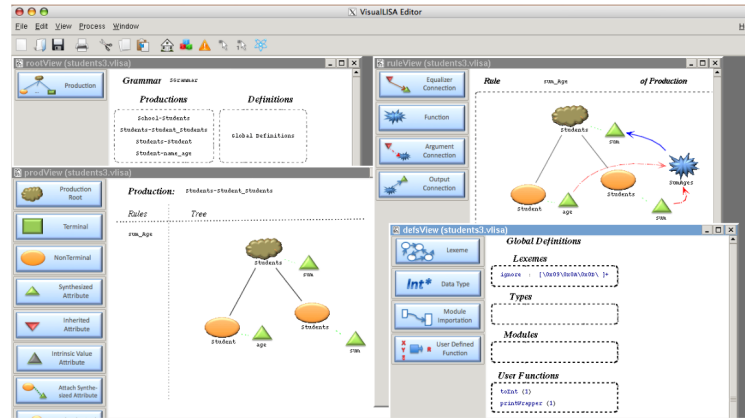 VisualLISA Editor
File Edit View Process Window
rootView (students3.vlisa)
Production
Grammar SGrammar
Productions Definitions
School-Students
Students-Student_Students
Students-Student
Student-name_age
Global Definitions
ruleView (students3.vlisa)
Equalizer
Connection
Function
Argument
Connection
Output
Connection
Rule sum_Age of Production
Students
sum
Student
age
Students
sum
sumAges
prodView (students3.vlisa)
Production
Root
Terminal
NonTerminal
Synthesized
Attribute
Inherited
Attribute
Intrinsic Value
Attribute
Attach Synthe-
sized Attribute
Production: Students-Student_Students
Rules Tree
sum_Age
Students
sum
Student
age
Students
sum
defsView (students3.vlisa)
Lexeme
Int* Data Type
Module
Importation
User Defined
Function
Global Definitions
Lexemes
ignore : [\0x09\0x0A\0x0D\ ]+
Types
Modules
User Functions
toInt (1)
printWrapper (1)